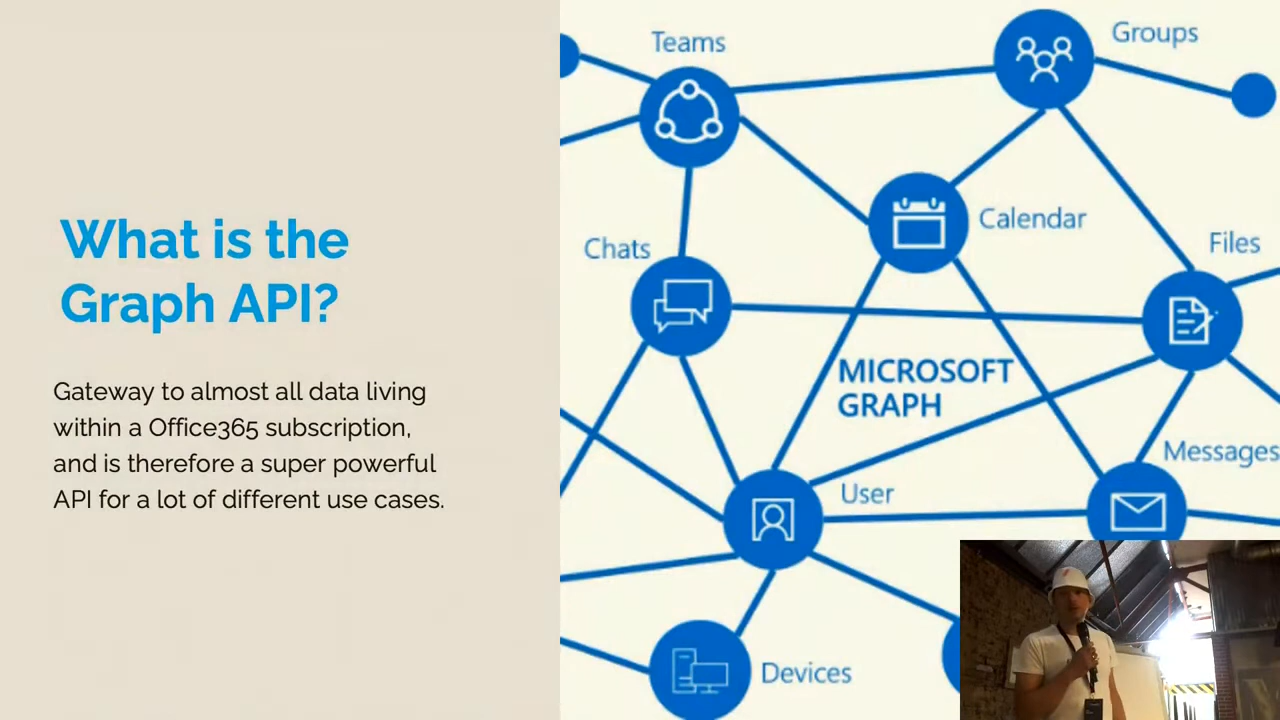 What is the
Graph API?
Gateway to almost all data living
within a Office365 subscription,
and is therefore a super powerful
API for a lot of different use cases.
Teams
Groups
Calendar
Chats
Files
MICROSOFT
GRAPH
Messages
User
Devices